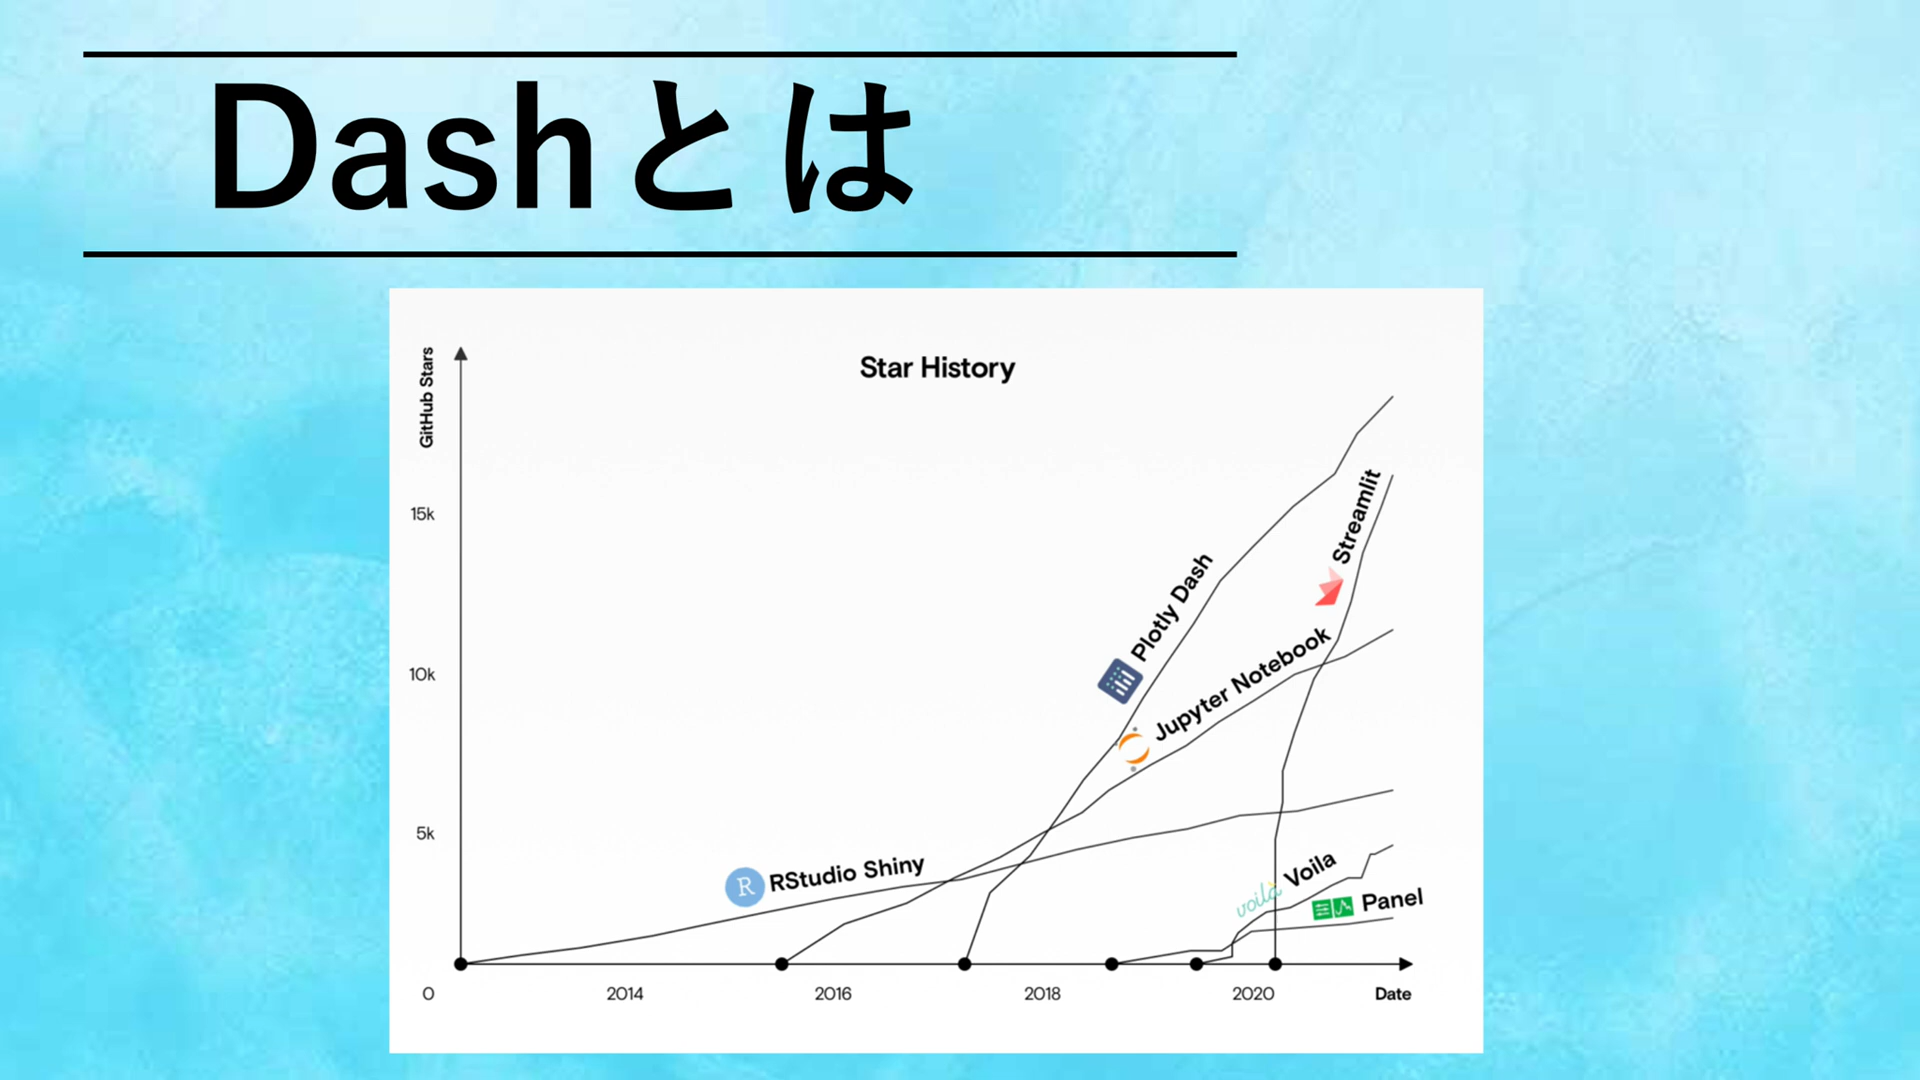 Dashとは
Star History
GitHub Stars
15k
10k
5k
0
Plotly Dash
Streamlit
Jupyter Notebook
R RStudio Shiny
voilà Voila
Panel
2014
2016
2018
2020
Date